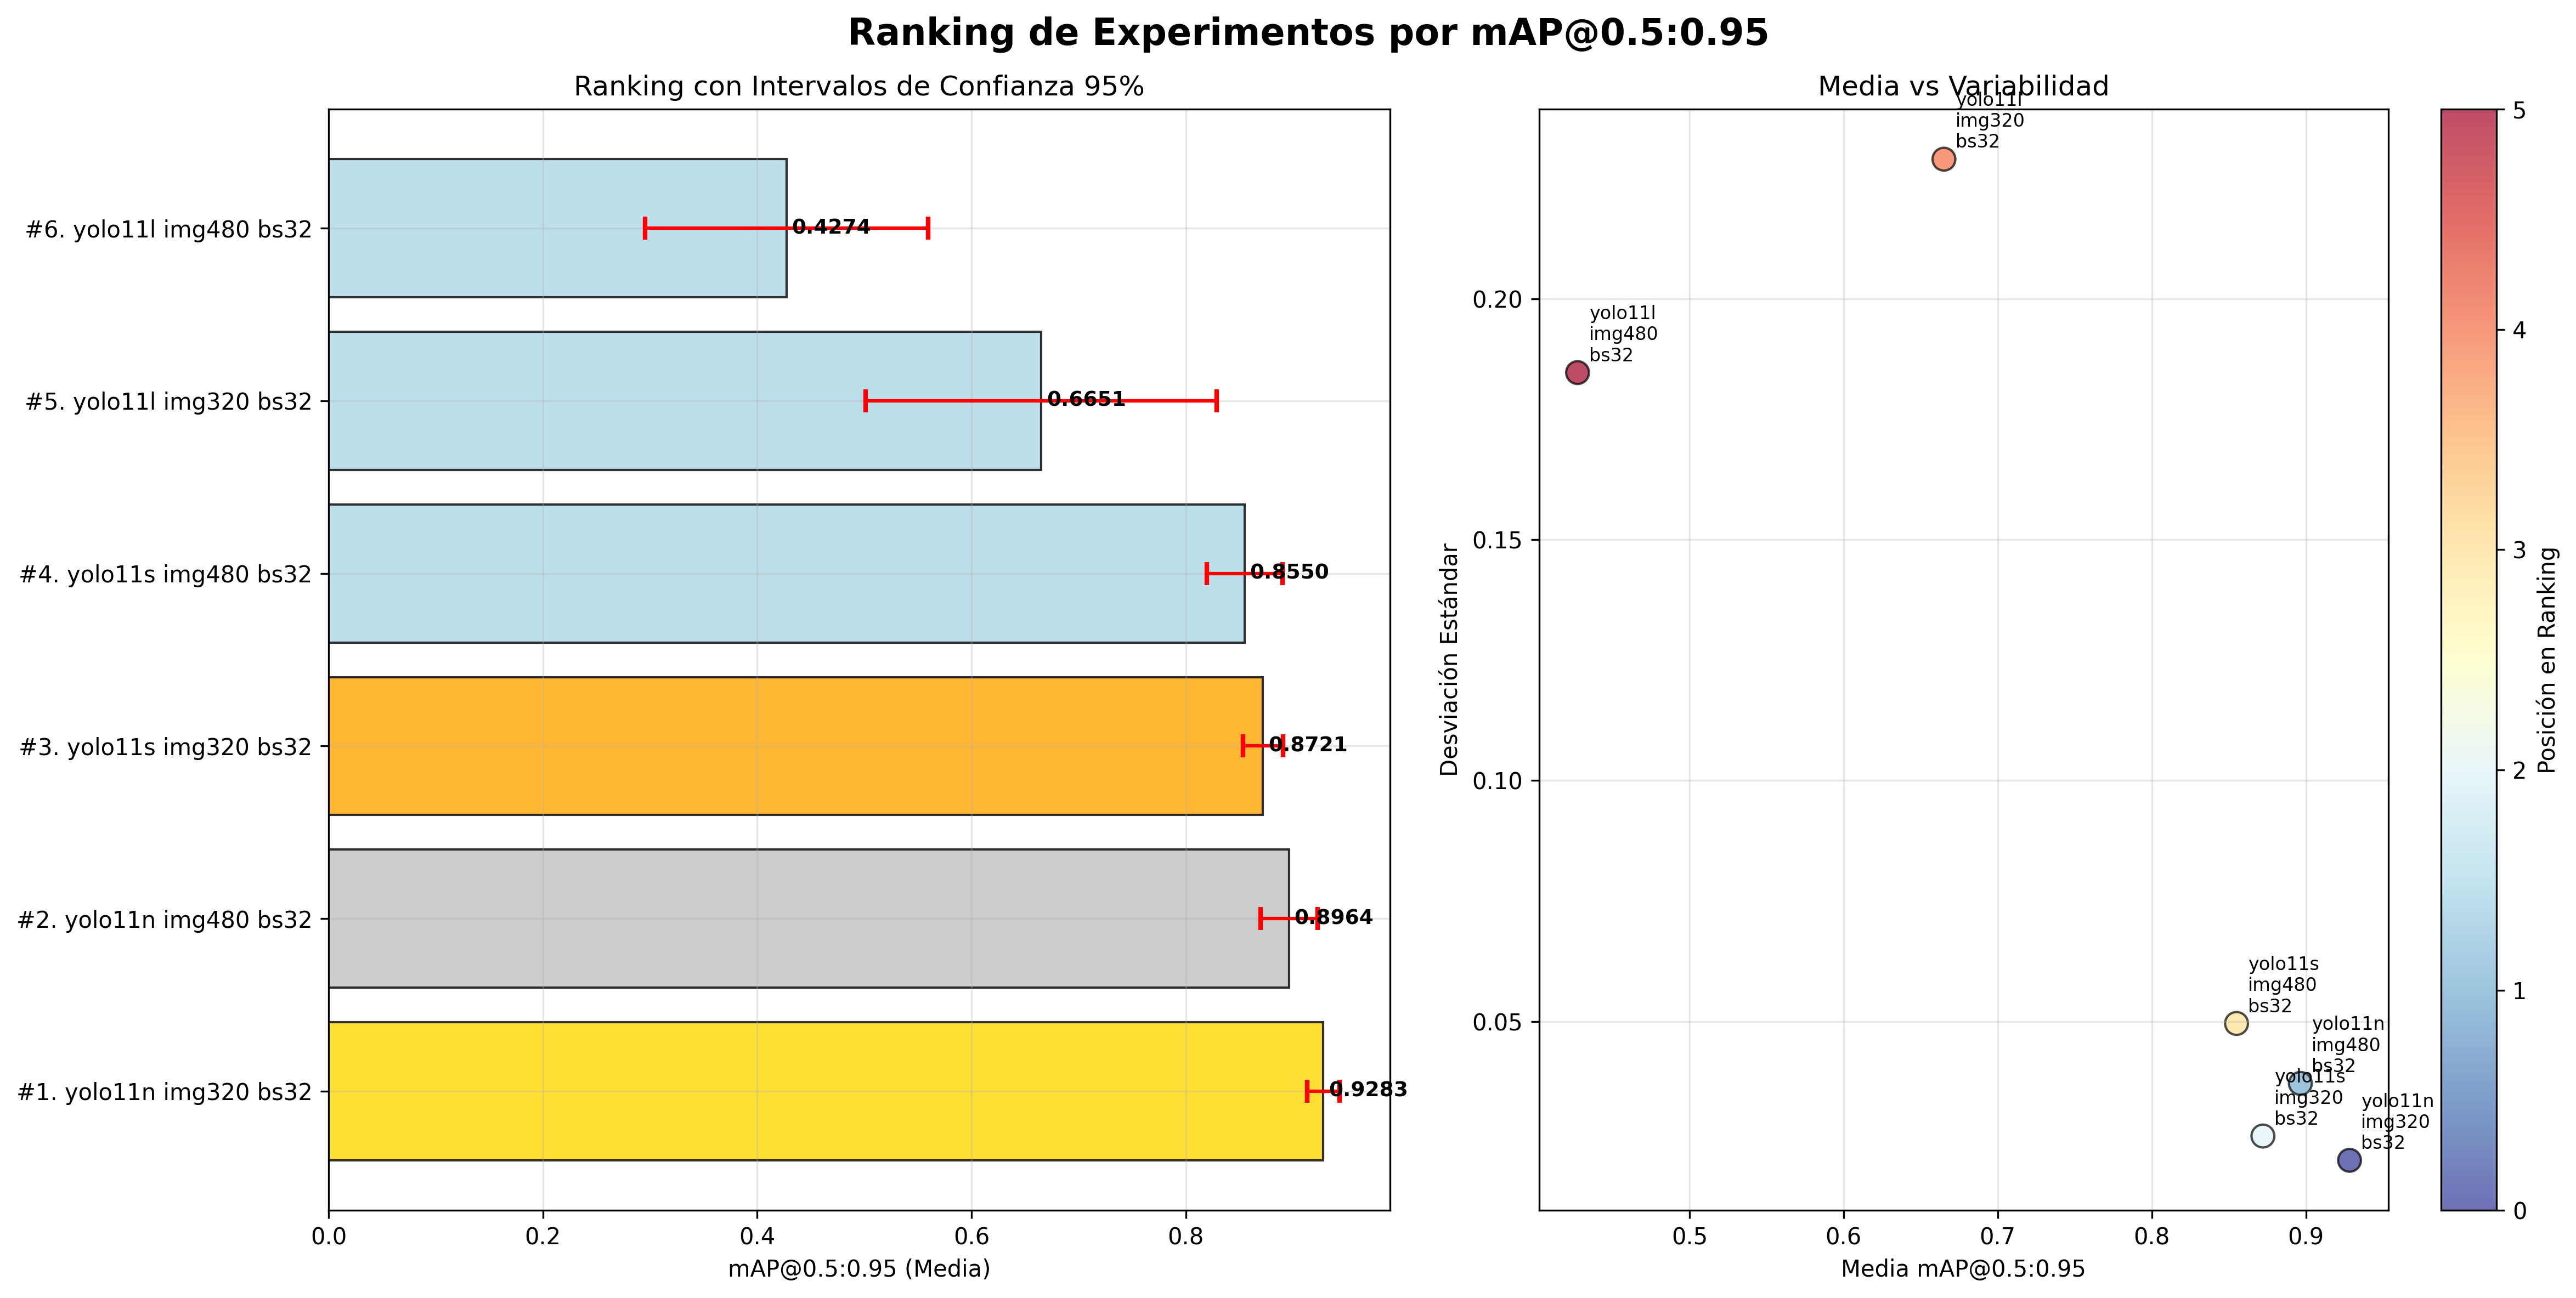 Ranking de Experimentos por mAP@0.5:0.95
Ranking con Intervalos de Confianza 95%
#6. yolo11l img480 bs32
0.4274
#5. yolo11l img320 bs32
0.6651
#4. yolo11s img480 bs32
0.8550
#3. yolo11s img320 bs32
0.8721
#2. yolo11n img480 bs32
0.8964
#1. yolo11n img320 bs32
0.9283
0.0 0.2 0.4 0.6 0.8
mAP@0.5:0.95 (Media)
Media vs Variabilidad
yolo11l
img320
bs32
yolo11l
img480
bs32
yolo11s
img480
bs32
yolo11n
img480
bs32
yolo11s
img320
bs32
yolo11n
img320
bs32
0.20
0.15
0.10
0.05
Desviación Estándar
0.5 0.6 0.7 0.8 0.9
Media mAP@0.5:0.95
5
4
3
2
1
0
Posición en Ranking